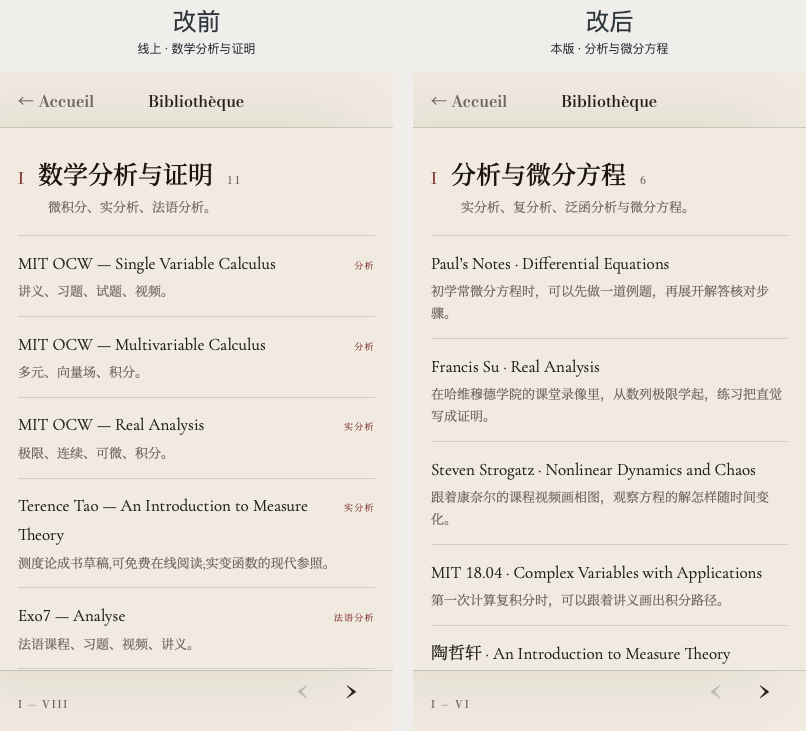 改前
线上 · 数学分析与证明
← Accueil
Bibliothèque
I 数学分析与证明 11
微积分、实分析、法语分析。
MIT OCW — Single Variable Calculus
分析
讲义、习题、试题、视频。
MIT OCW — Multivariable Calculus
分析
多元、向量场、积分。
MIT OCW — Real Analysis
实分析
极限、连续、可微、积分。
Terence Tao — An Introduction to Measure
实分析
Theory
测度论成书草稿,可免费在线阅读;实变函数的现代参照。
Exo7 — Analyse
法语分析
法语课程、习题、视频、讲义。
I — VIII
改后
本版 · 分析与微分方程
← Accueil
Bibliothèque
I 分析与微分方程 6
实分析、复分析、泛函分析与微分方程。
Paul’s Notes · Differential Equations
初学常微分方程时，可以先做一道例题，再展开解答核对步
骤。
Francis Su · Real Analysis
在哈维穆德学院的课堂录像里，从数列极限学起，练习把直觉
写成证明。
Steven Strogatz · Nonlinear Dynamics and Chaos
跟着康奈尔的课程视频画相图，观察方程的解怎样随时间变
化。
MIT 18.04 · Complex Variables with Applications
第一次计算复积分时，可以跟着讲义画出积分路径。
陶哲轩 · An Introduction to Measure Theory
I — VI